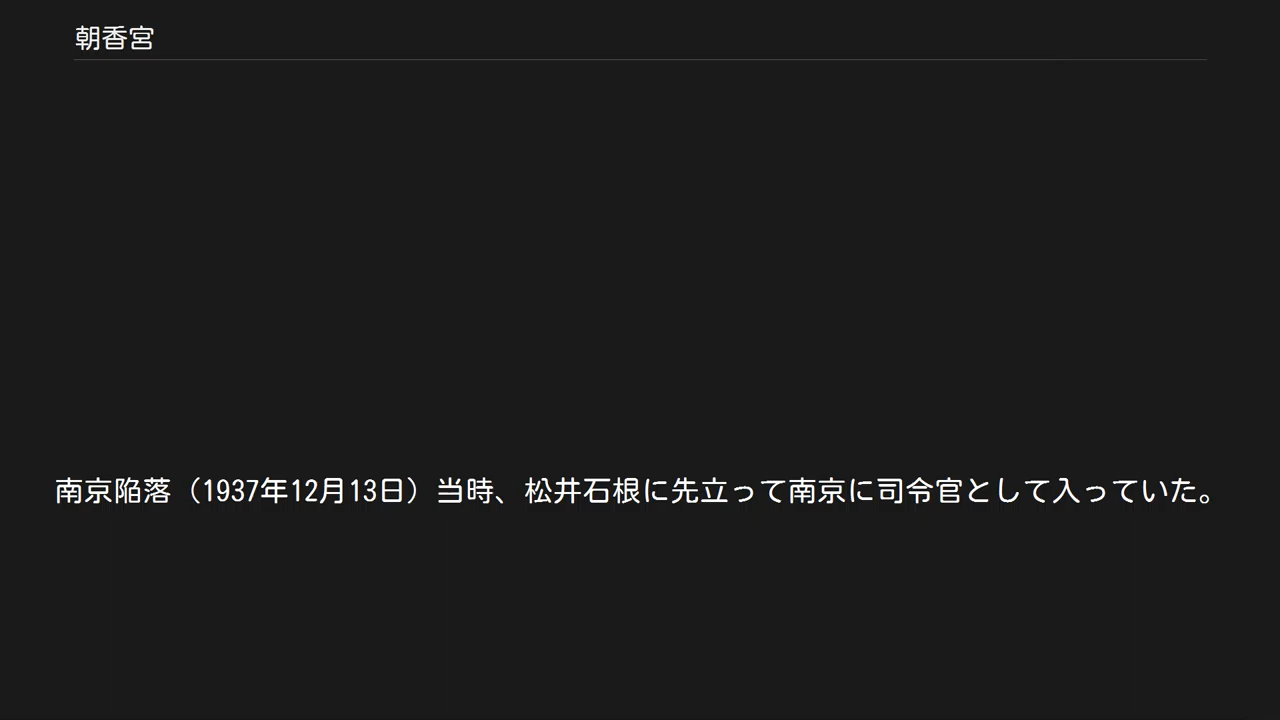 朝香宮
南京陥落（1937年12月13日）当時、松井石根に先立って南京に司令官として入っていた。